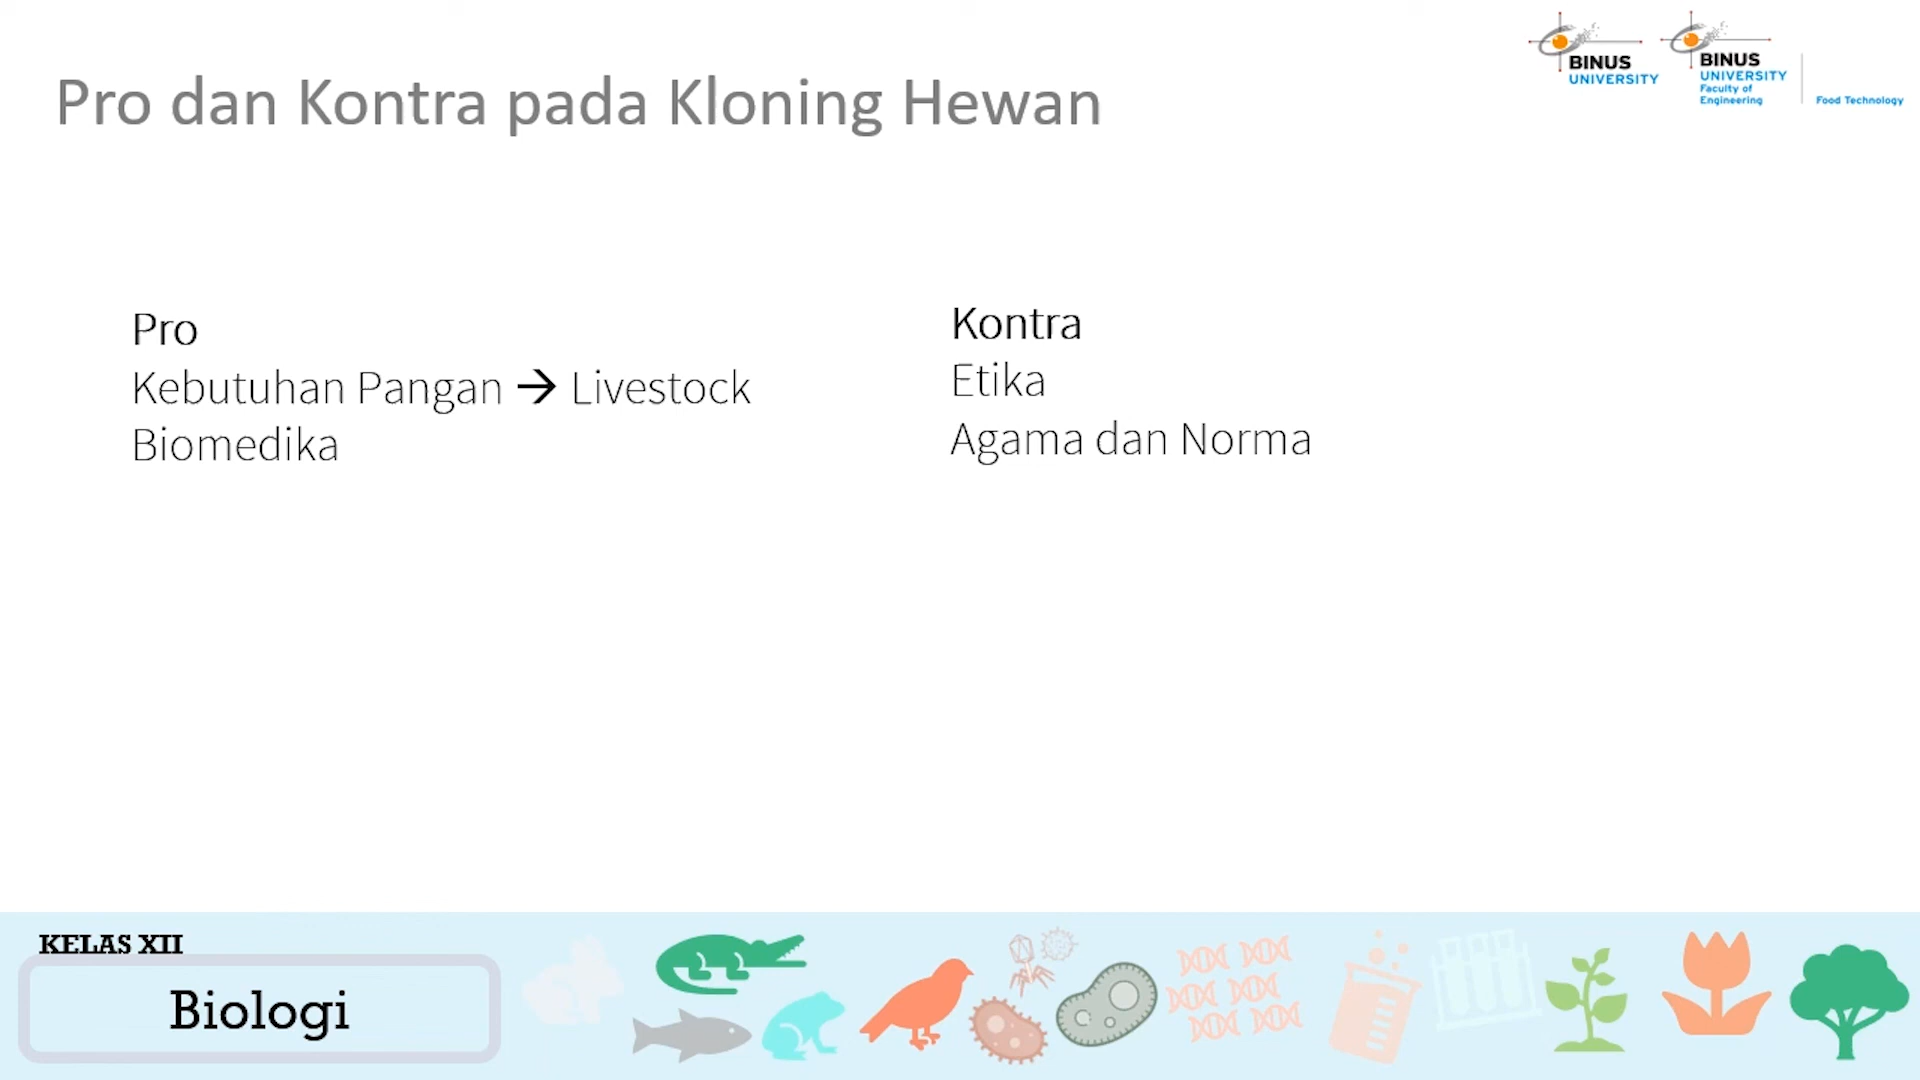 BINUS
UNIVERSITY
BINUS
UNIVERSITY
Faculty of
Engineering
Food Technology
Pro dan Kontra pada Kloning Hewan
Pro
Kebutuhan Pangan → Livestock
Biomedika
Kontra
Etika
Agama dan Norma
KELAS XII
Biologi